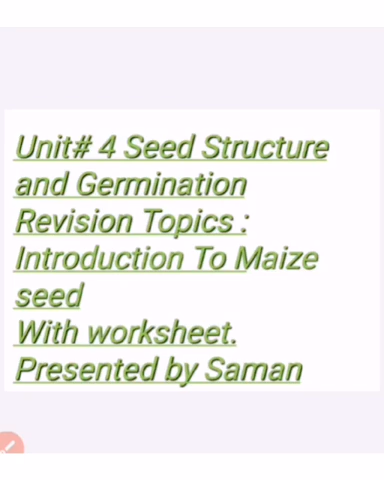 Unit# 4 Seed Structure
and Germination
Revision Topics :
Introduction To Maize
seed
With worksheet.
Presented by Saman